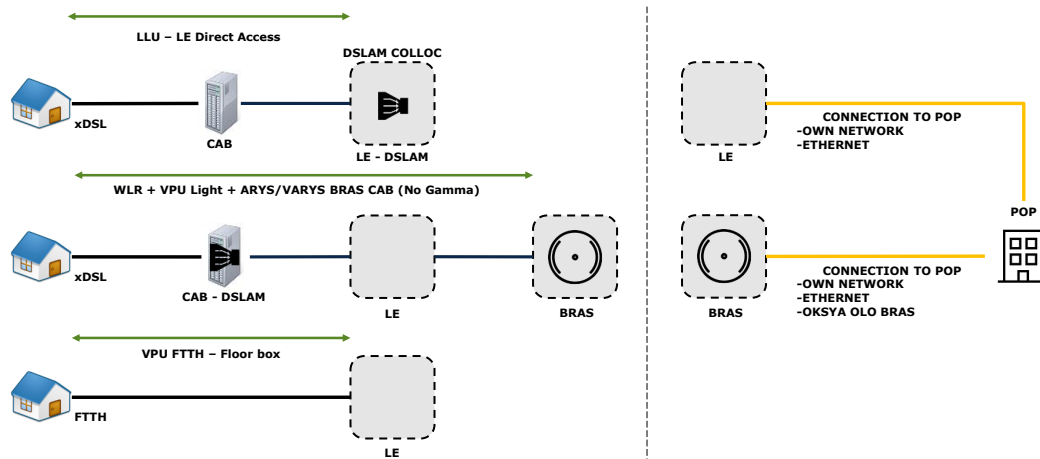 LLU – LE Direct Access
DSLAM COLLOC
xDSL
CAB
LE - DSLAM
WLR + VPU Light + ARYS/VARYS BRAS CAB (No Gamma)
xDSL
CAB - DSLAM
LE
BRAS
VPU FTTH – Floor box
FTTH
LE
LE
CONNECTION TO POP
-OWN NETWORK
-ETHERNET
POP
BRAS
CONNECTION TO POP
-OWN NETWORK
-ETHERNET
-OKSYA OLO BRAS